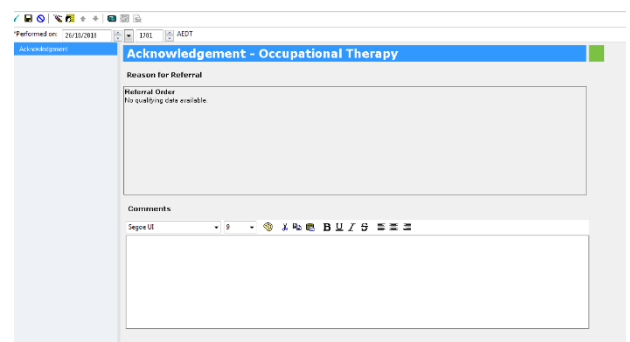 *Performed on: 26/10/2018 1701 AEDT
Acknowledgement
Acknowledgement - Occupational Therapy
Reason for Referral
Referral Order
No qualifying data available.
Comments
Segoe UI 9 B U I S